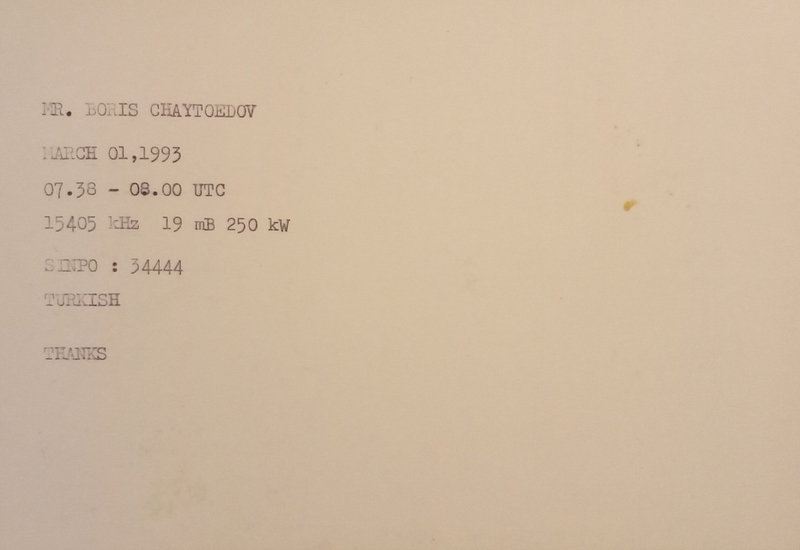 MR. BORIS CHAYTOEDOV
MARCH 01,1993
07.38 - 08.00 UTC
15405 kHz 19 mB 250 kW
SINPO : 34444
TURKISH
THANKS